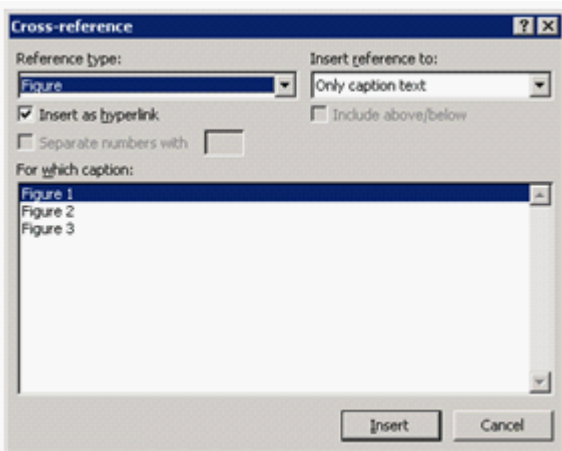 Cross-reference
Reference type:
Insert reference to:
Figure
Only caption text
Insert as hyperlink
Include above/below
Separate numbers with
For which caption:
Figure 1
Figure 2
Figure 3
Insert
Cancel